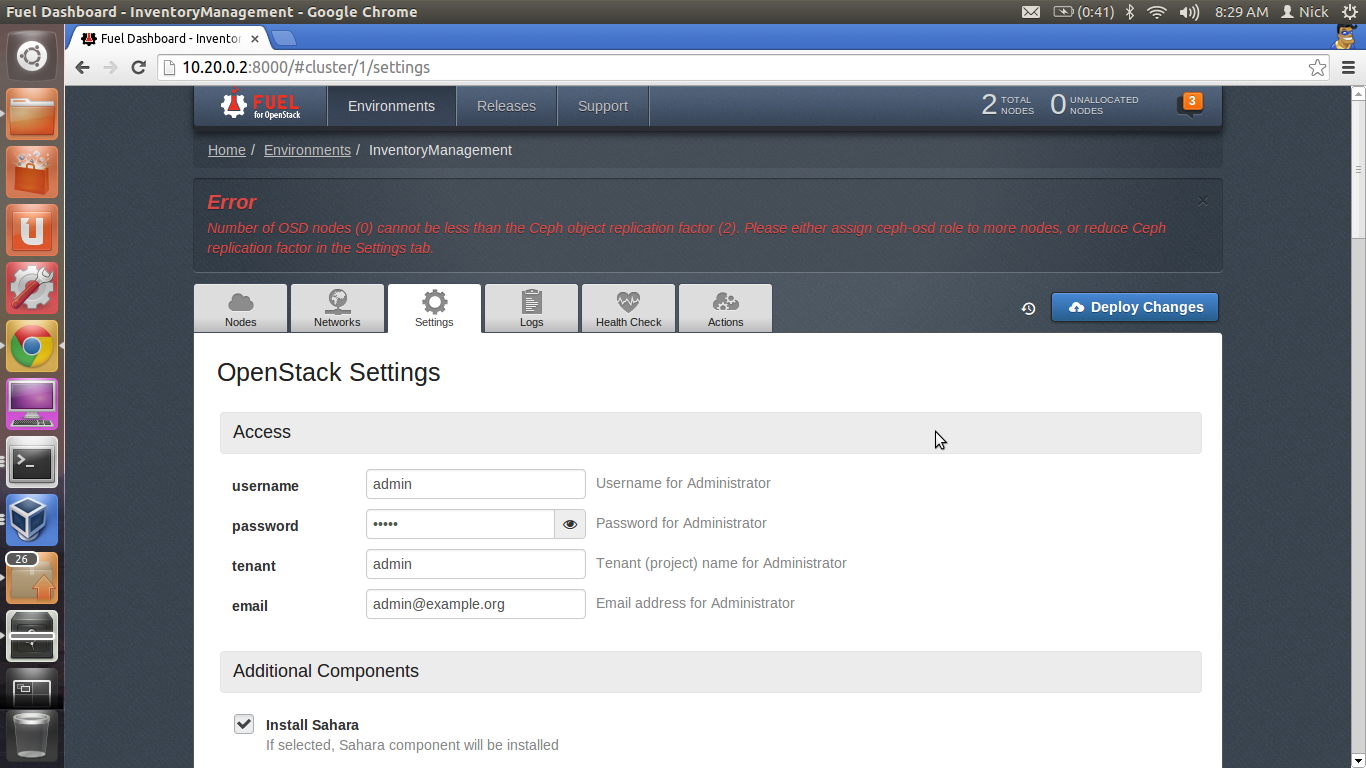 Fuel Dashboard - InventoryManagement - Google Chrome
(0:41) 8:29 AM Nick
Fuel Dashboard - Inventor
10.20.0.2:8000/#cluster/1/settings
FUEL
for OpenStack
Environments Releases Support
2 TOTAL NODES 0 UNALLOCATED NODES 3
Home / Environments / InventoryManagement
Error
Number of OSD nodes (0) cannot be less than the Ceph object replication factor (2). Please either assign ceph-osd role to more nodes, or reduce Ceph
replication factor in the Settings tab.
Nodes Networks Settings Logs Health Check Actions
Deploy Changes
OpenStack Settings
Access
username admin Username for Administrator
password ••••• Password for Administrator
tenant admin Tenant (project) name for Administrator
email admin@example.org Email address for Administrator
Additional Components
Install Sahara
If selected, Sahara component will be installed
26